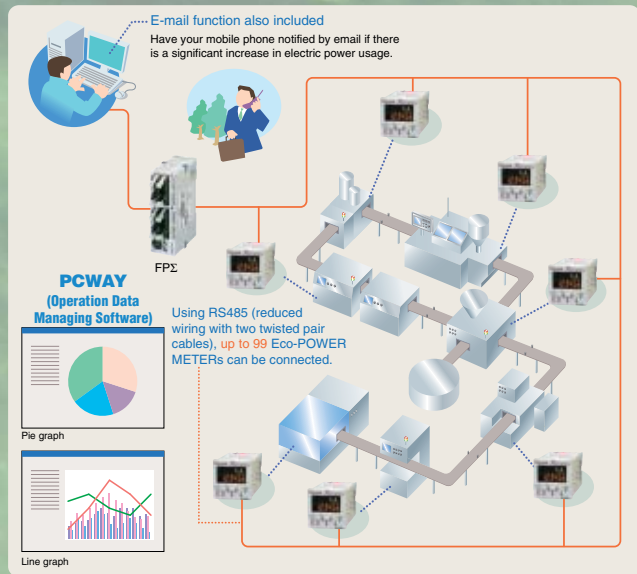 E-mail function also included
Have your mobile phone notified by email if there
is a significant increase in electric power usage.
FPΣ
PCWAY
(Operation Data
Managing Software)
Pie graph
Line graph
Using RS485 (reduced
wiring with two twisted pair
cables), up to 99 Eco-POWER
METERs can be connected.